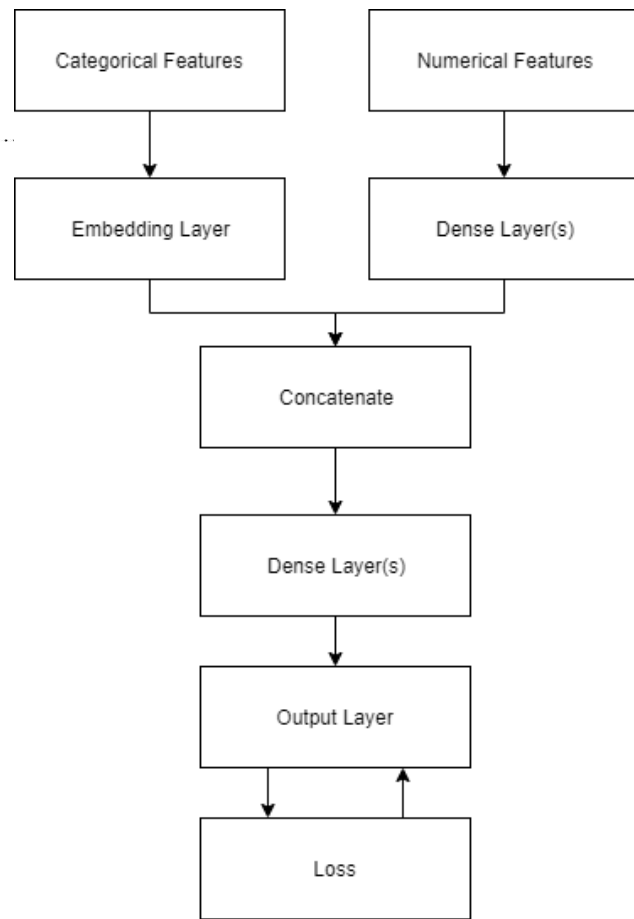 Categorical Features
Numerical Features
Embedding Layer
Dense Layer(s)
Concatenate
Dense Layer(s)
Output Layer
Loss